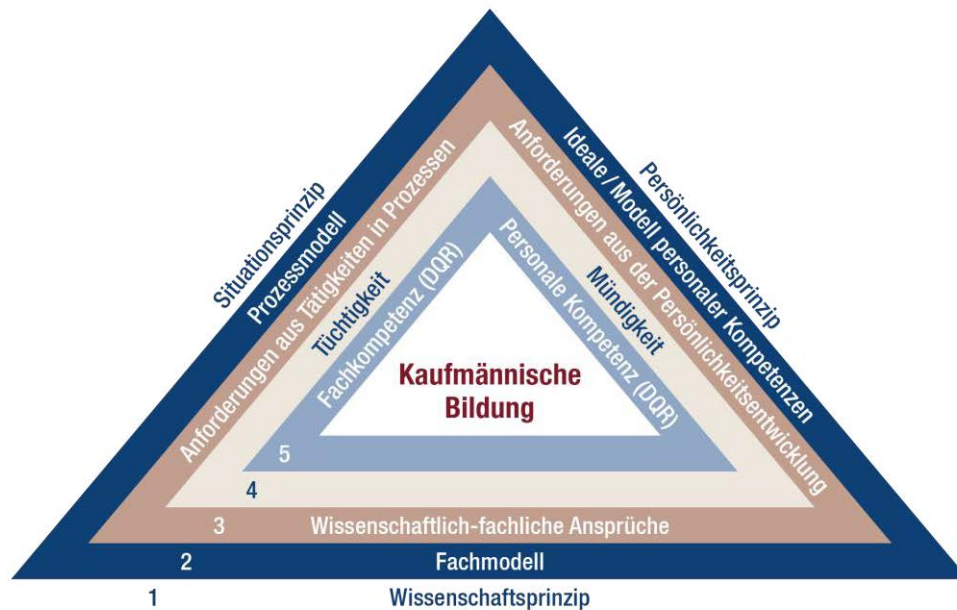 Situationsprinzip
Prozessmodell
Anforderungen aus Tätigkeiten in Prozessen
Tüchtigkeit
Fachkompetenz (DQR)
Persönlichkeitsprinzip
Ideale / Modell personaler Kompetenzen
Anforderungen aus der Persönlichkeitsentwicklung
Mündigkeit
Personale Kompetenz (DQR)
Kaufmännische
Bildung
5
4
3 Wissenschaftlich-fachliche Ansprüche
2 Fachmodell
1 Wissenschaftsprinzip